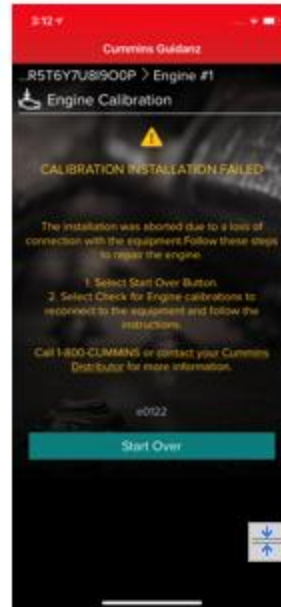 3:12
Cummins Guidanz
...R5T6Y7U8I9O0P > Engine #1
Engine Calibration
CALIBRATION INSTALLATION FAILED
The installation was aborted due to a loss of
connection with the equipment.Follow these steps
to repair the engine.
1. Select Start Over Button.
2. Select Check for Engine calibrations to
reconnect to the equipment and follow the
instructions.
Call 1-800-CUMMINS or contact your Cummins
Distributor for more information.
e0122
Start Over